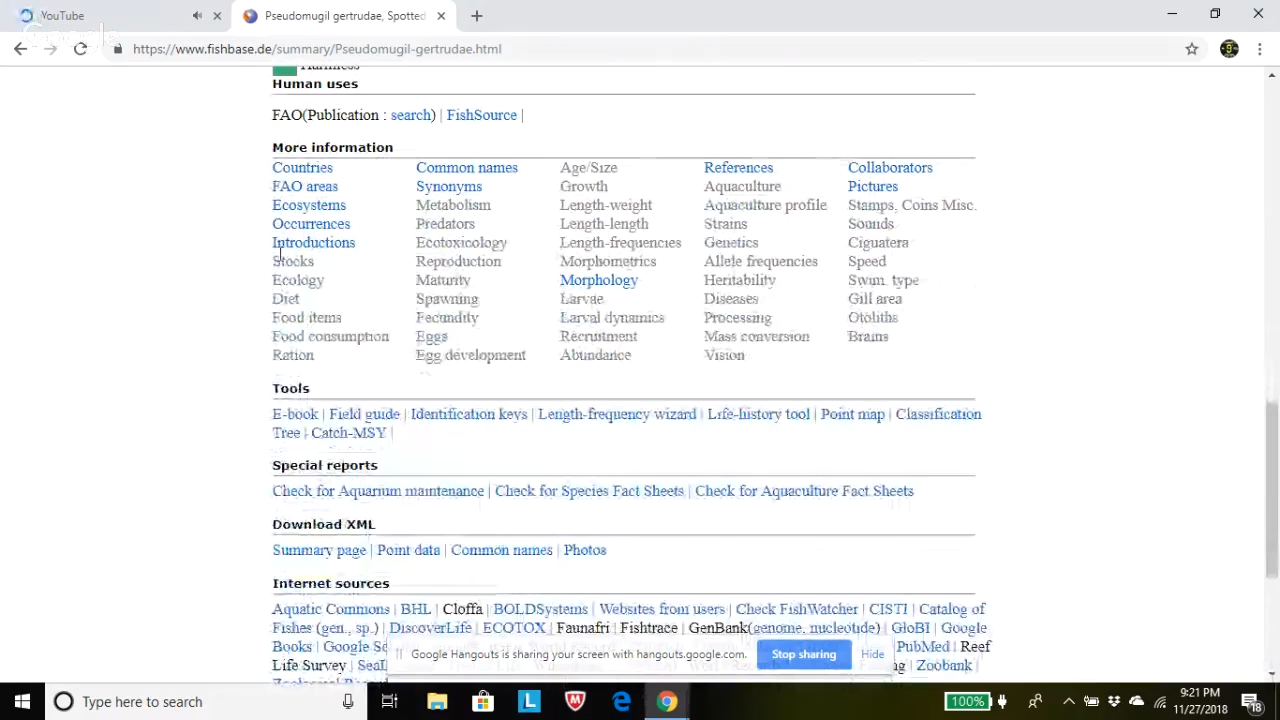 YouTube
Pseudomugil gertrudae, Spotted
https://www.fishbase.de/summary/Pseudomugil-gertrudae.html
Harmless
Human uses
FAO(Publication : search) | FishSource |
More information
Countries Common names Age/Size References Collaborators
FAO areas Synonyms Growth Aquaculture Pictures
Ecosystems Metabolism Length-weight Aquaculture profile Stamps, Coins Misc.
Occurrences Predators Length-length Strains Sounds
Introductions Ecotoxicology Length-frequencies Genetics Ciguatera
Stocks Reproduction Morphometrics Allele frequencies Speed
Ecology Maturity Morphology Heritability Swim. type
Diet Spawning Larvae Diseases Gill area
Food items Fecundity Larval dynamics Processing Otoliths
Food consumption Eggs Recruitment Mass conversion Brains
Ration Egg development Abundance Vision
Tools
E-book | Field guide | Identification keys | Length-frequency wizard | Life-history tool | Point map | Classification
Tree | Catch-MSY |
Special reports
Check for Aquarium maintenance | Check for Species Fact Sheets | Check for Aquaculture Fact Sheets
Download XML
Summary page | Point data | Common names | Photos
Internet sources
Aquatic Commons | BHL | Cloffa | BOLDSystems | Websites from users | Check FishWatcher | CISTI | Catalog of
Fishes (gen., sp.) | DiscoverLife | ECOTOX | Faunafri | Fishtrace | GenBank(genome, nucleotide) | GloBI | Google
Books | Google | PubMed | Reef
Life Survey | | Zoobank |
Google Hangouts is sharing your screen with hangouts.google.com. Stop sharing Hide
Type here to search
100%
9:21 PM
11/27/2018
18